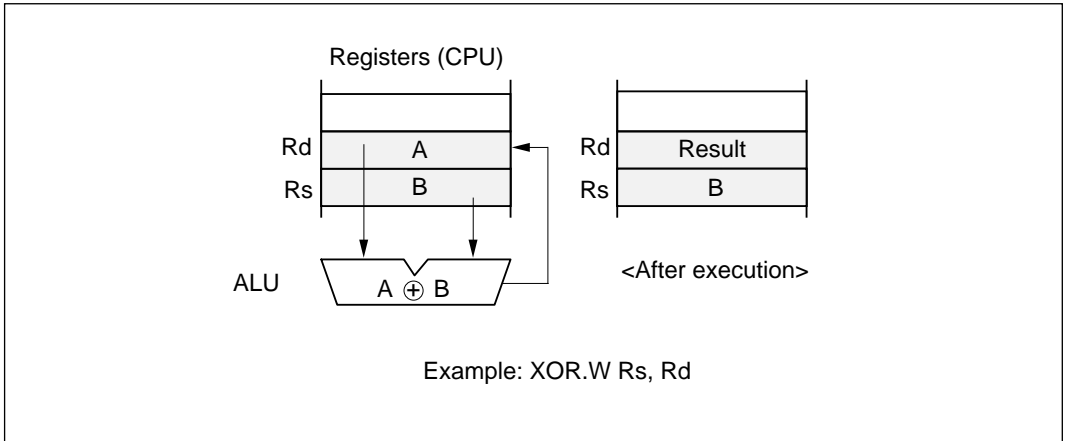 Registers (CPU)
Rd A Rd Result
Rs B Rs B
ALU A ⊕ B <After execution>
Example: XOR.W Rs, Rd